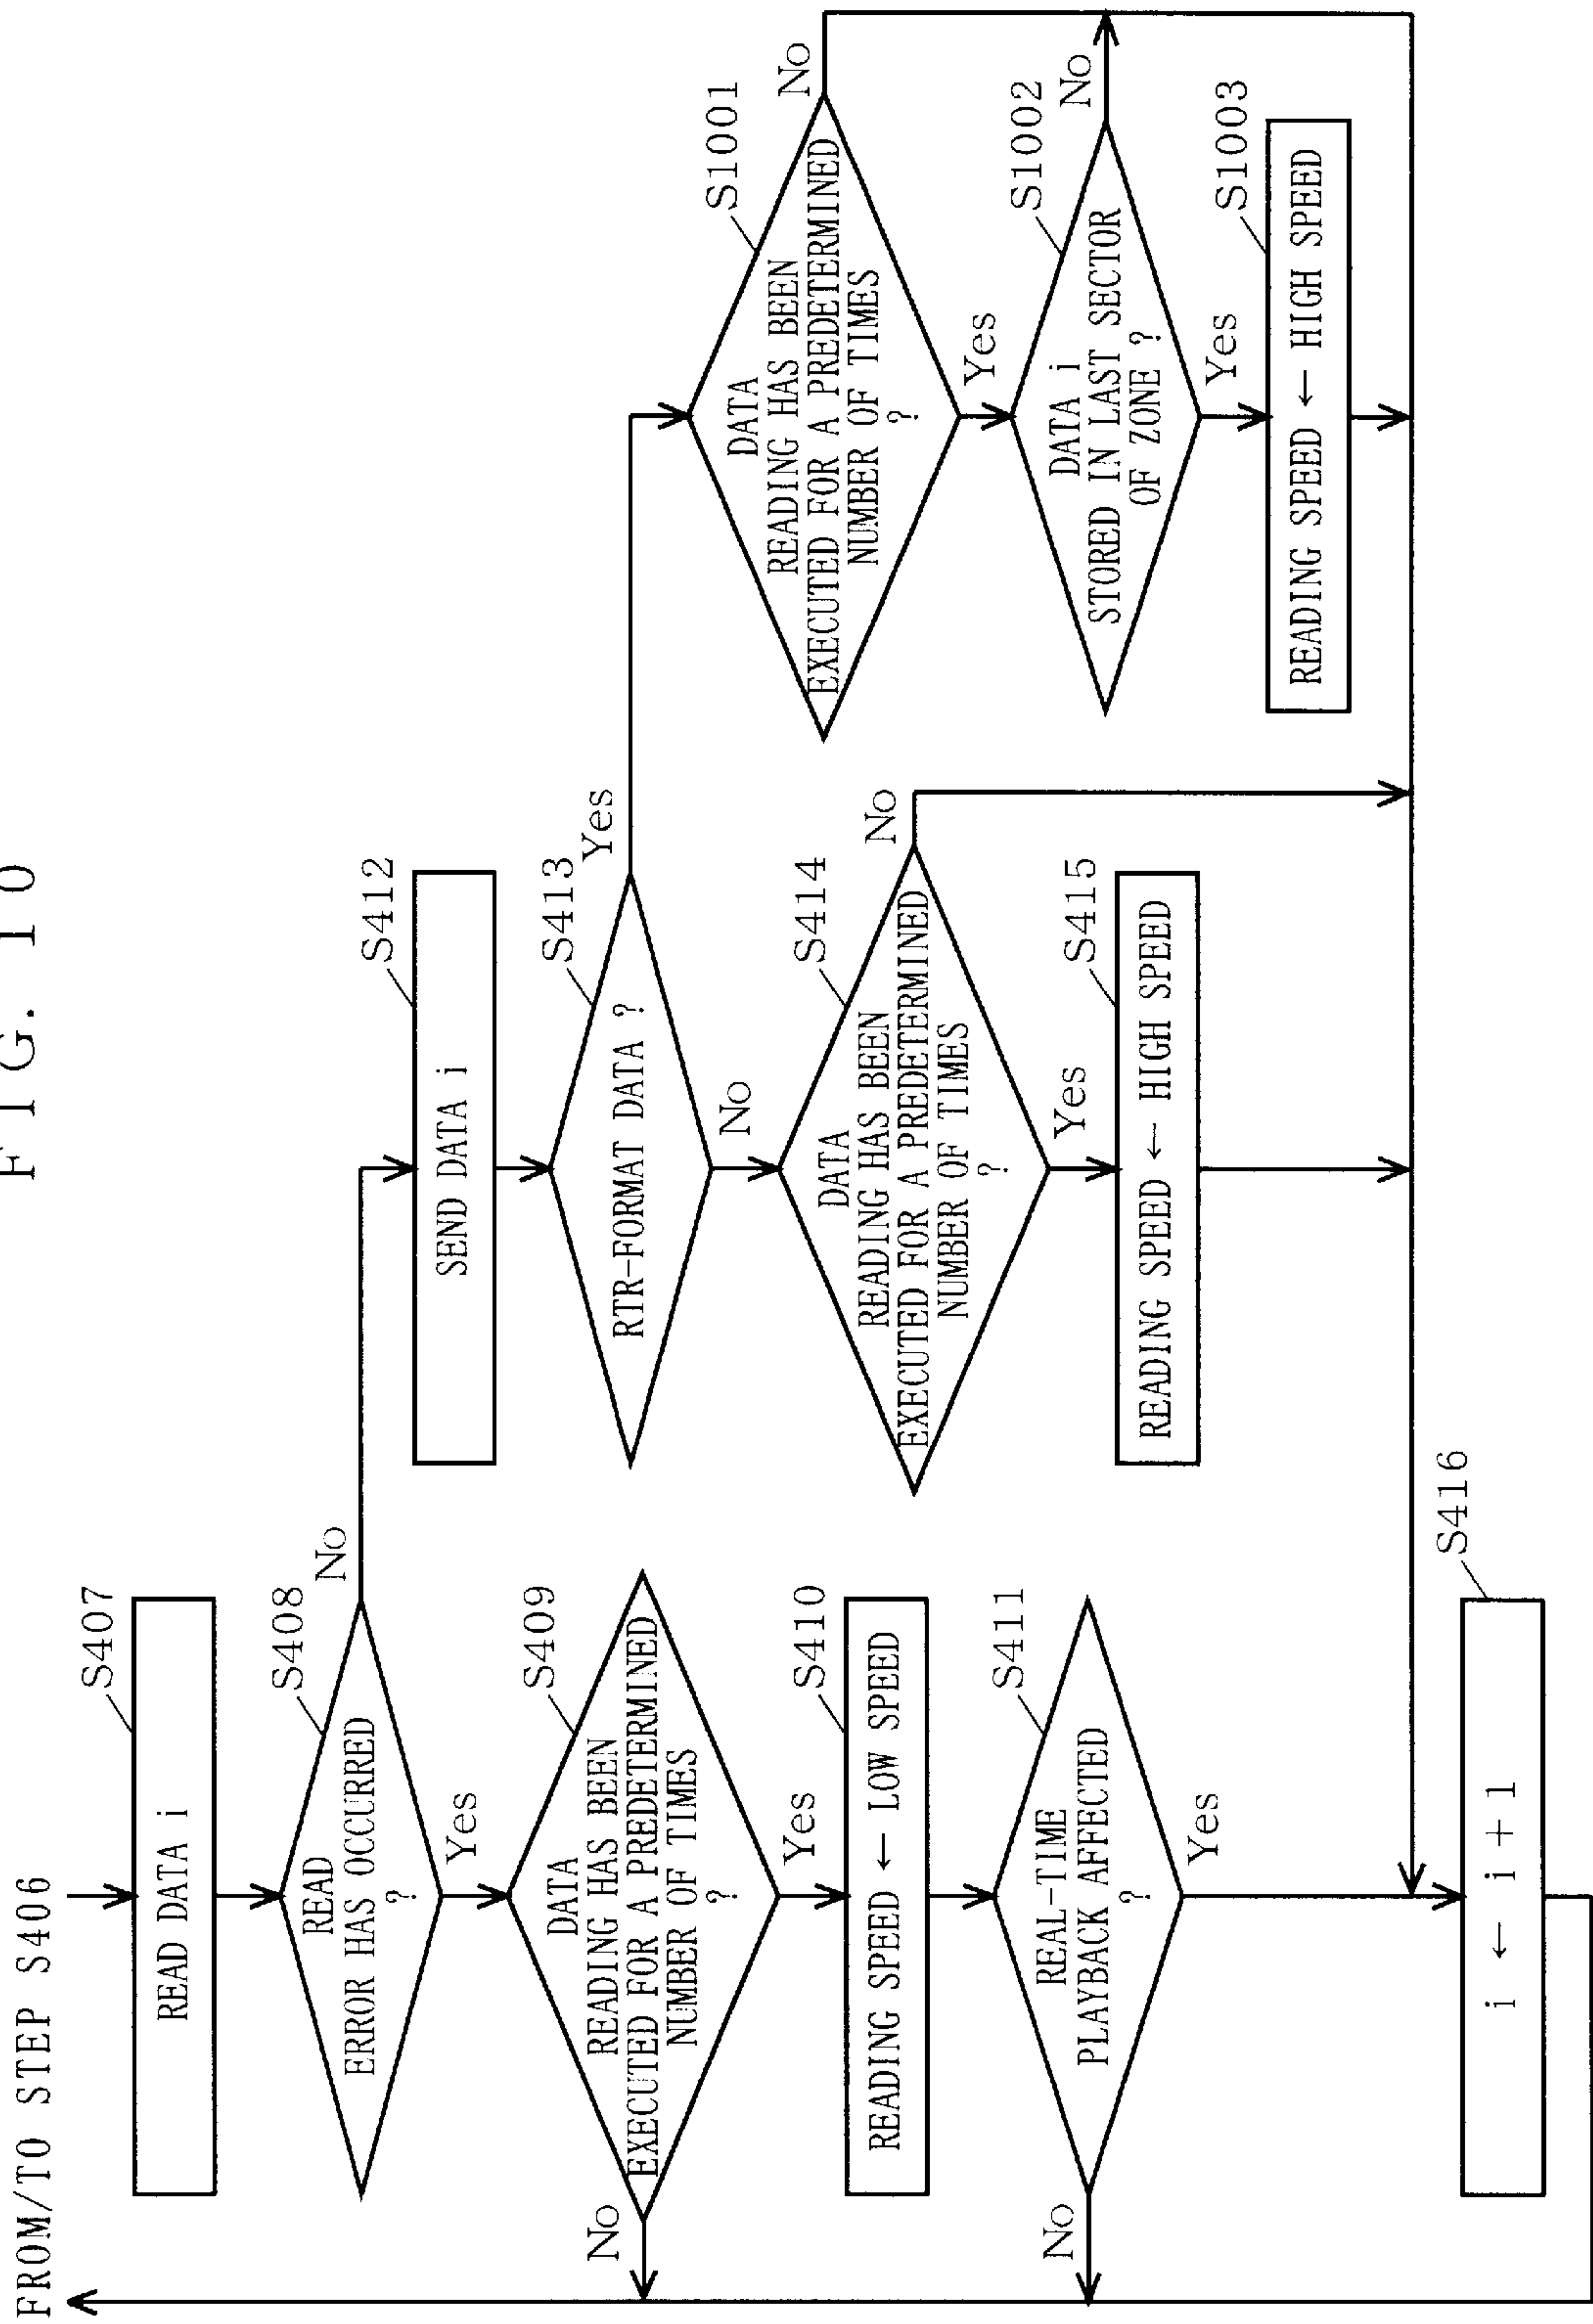 FIG. 10
FROM/TO STEP S406
S407
READ DATA i
S408
READ
ERROR HAS OCCURRED
?
No
Yes
S409
DATA
READING HAS BEEN
EXECUTED FOR A PREDETERMINED
NUMBER OF TIMES
?
No
Yes
S410
READING SPEED ← LOW SPEED
S411
REAL-TIME
PLAYBACK AFFECTED
?
No
Yes
S412
SEND DATA i
S413
RTR-FORMAT DATA ?
Yes
No
S414
DATA
READING HAS BEEN
EXECUTED FOR A PREDETERMINED
NUMBER OF TIMES
?
No
Yes
S415
READING SPEED ← HIGH SPEED
S1001
DATA
READING HAS BEEN
EXECUTED FOR A PREDETERMINED
NUMBER OF TIMES
?
No
Yes
S1002
DATA i
STORED IN LAST SECTOR
OF ZONE ?
No
Yes
S1003
READING SPEED ← HIGH SPEED
S416
i ← i + 1